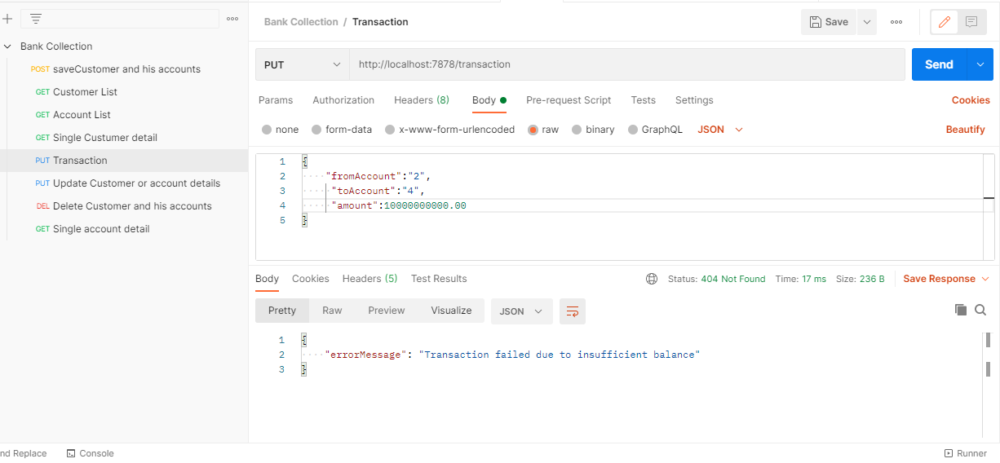 Bank Collection / Transaction
Save
PUT
http://localhost:7878/transaction
Send
Params Authorization Headers (8) Body Pre-request Script Tests Settings Cookies
none form-data x-www-form-urlencoded raw binary GraphQL JSON Beautify
1 {
2 "fromAccount":"2",
3 "toAccount":"4",
4 "amount":10000000000.00
5 }
Body Cookies Headers (5) Test Results
Status: 404 Not Found Time: 17 ms Size: 236 B Save Response
Pretty Raw Preview Visualize JSON
1 {
2 "errorMessage": "Transaction failed due to insufficient balance"
3 }
Bank Collection
POST saveCustomer and his accounts
GET Customer List
GET Account List
GET Single Custumer detail
PUT Transaction
PUT Update Customer or account details
DEL Delete Customer and his accounts
GET Single account detail
nd Replace Console Runner